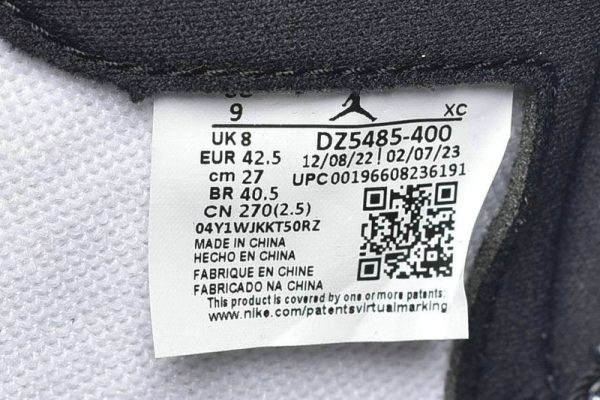 9 XC
UK 8 DZ5485-400
EUR 42.5 12/08/22 | 02/07/23
cm 27 UPC00196608236191
BR 40.5
CN 270(2.5)
04Y1WJKKT50RZ
MADE IN CHINA
HECHO EN CHINA
FABRIQUE EN CHINE
FABRICADO NA CHINA
This product is covered by one or more patents:
www.nike.com/patentsvirtualmarking